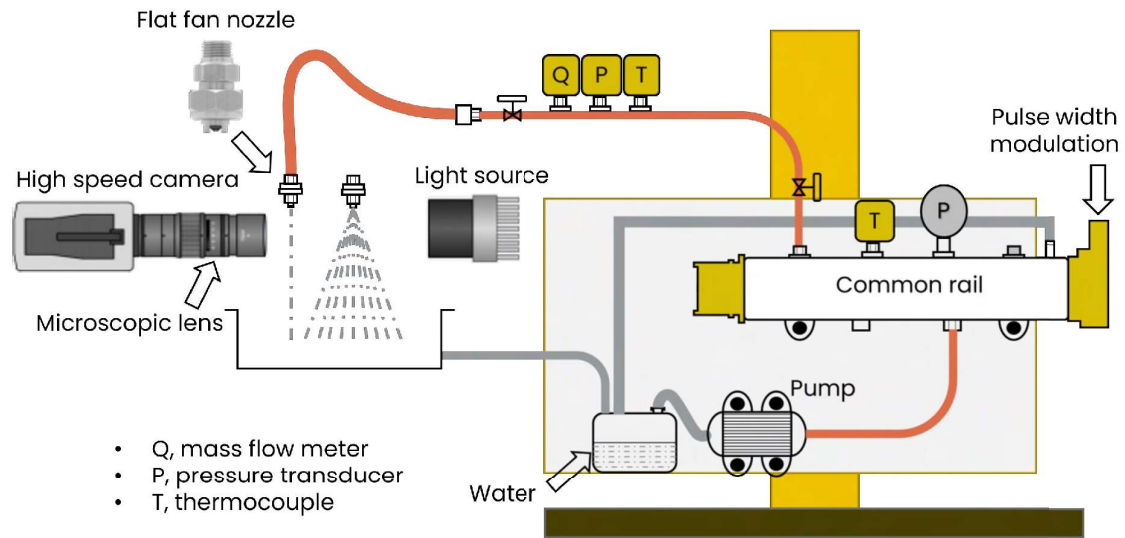 Flat fan nozzle
Q P T
Pulse width
modulation
High speed camera
Light source
T
P
Common rail
Microscopic lens
Pump
• Q, mass flow meter
• P, pressure transducer
• T, thermocouple
Water